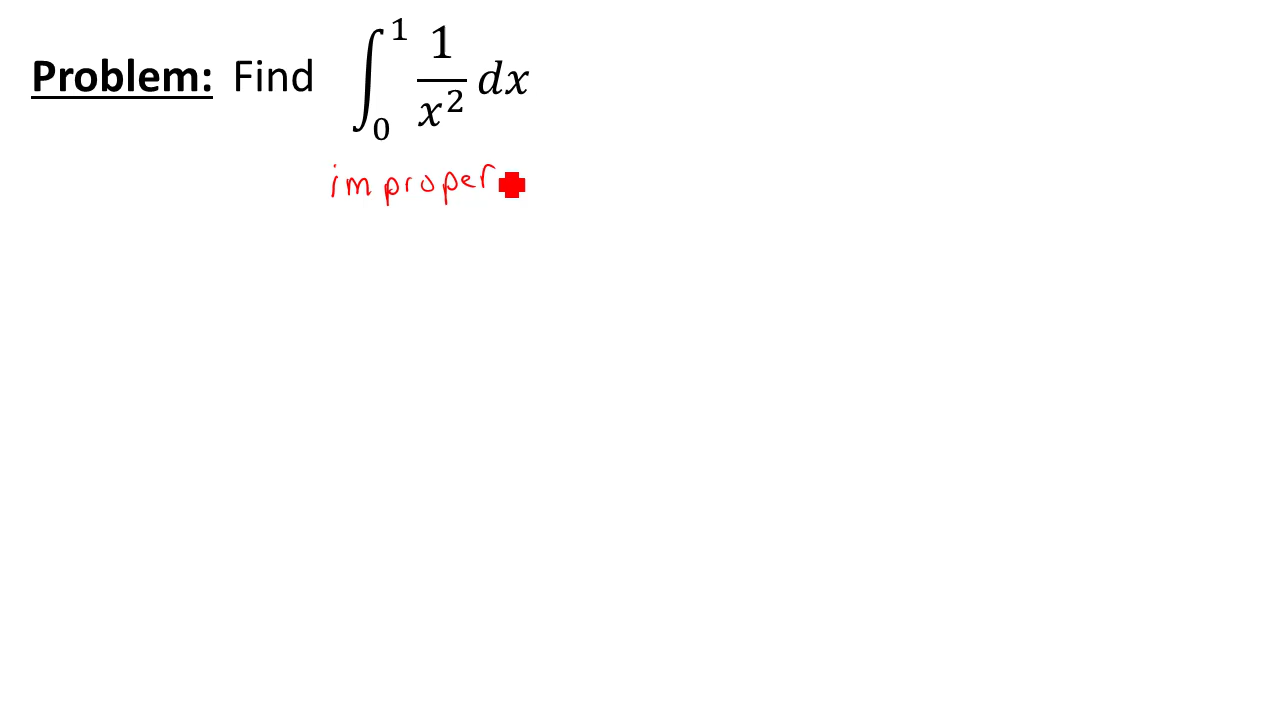 Problem: Find ∫₀¹ 1/x² dx
improper